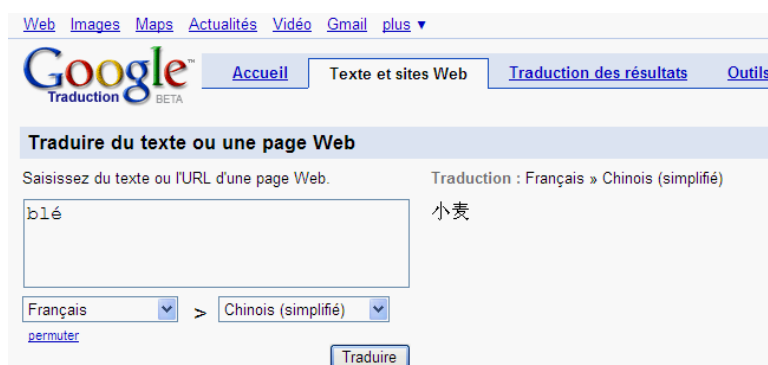 Web Images Maps Actualités Vidéo Gmail plus ▼
Google™
Traduction BETA
Accueil Texte et sites Web Traduction des résultats Outils
Traduire du texte ou une page Web
Saisissez du texte ou l'URL d'une page Web.
Traduction : Français » Chinois (simplifié)
blé
小麦
Français > Chinois (simplifié)
permuter
Traduire